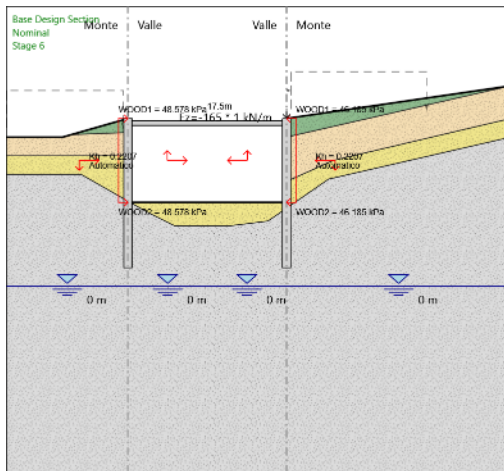 Base Design Section
Nominal
Stage 6
Monte
Valle
Valle
Monte
WOOD1 = 48.578 kPa
17.5m
WOOD1 = 46.185 kPa
Fz=-165 * 1 kN/m
Kh = 0.2207
Automatico
Kh = 0.2207
Automatico
WOOD2 = 48.578 kPa
WOOD2 = 46.185 kPa
0 m
0 m
0 m
0 m